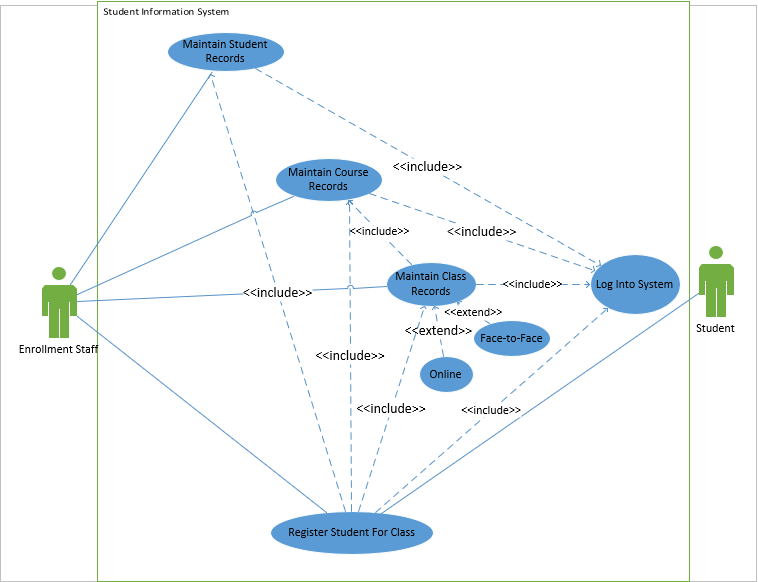 Student Information System
Maintain Student
Records
<<include>>
Maintain Course
Records
<<include>>
<<include>>
Maintain Class
Records
<<include>>
Log Into System
<<include>>
<<extend>>
<<extend>>
Face-to-Face
Student
Enrollment Staff
<<include>>
Online
<<include>>
<<include>>
Register Student For Class